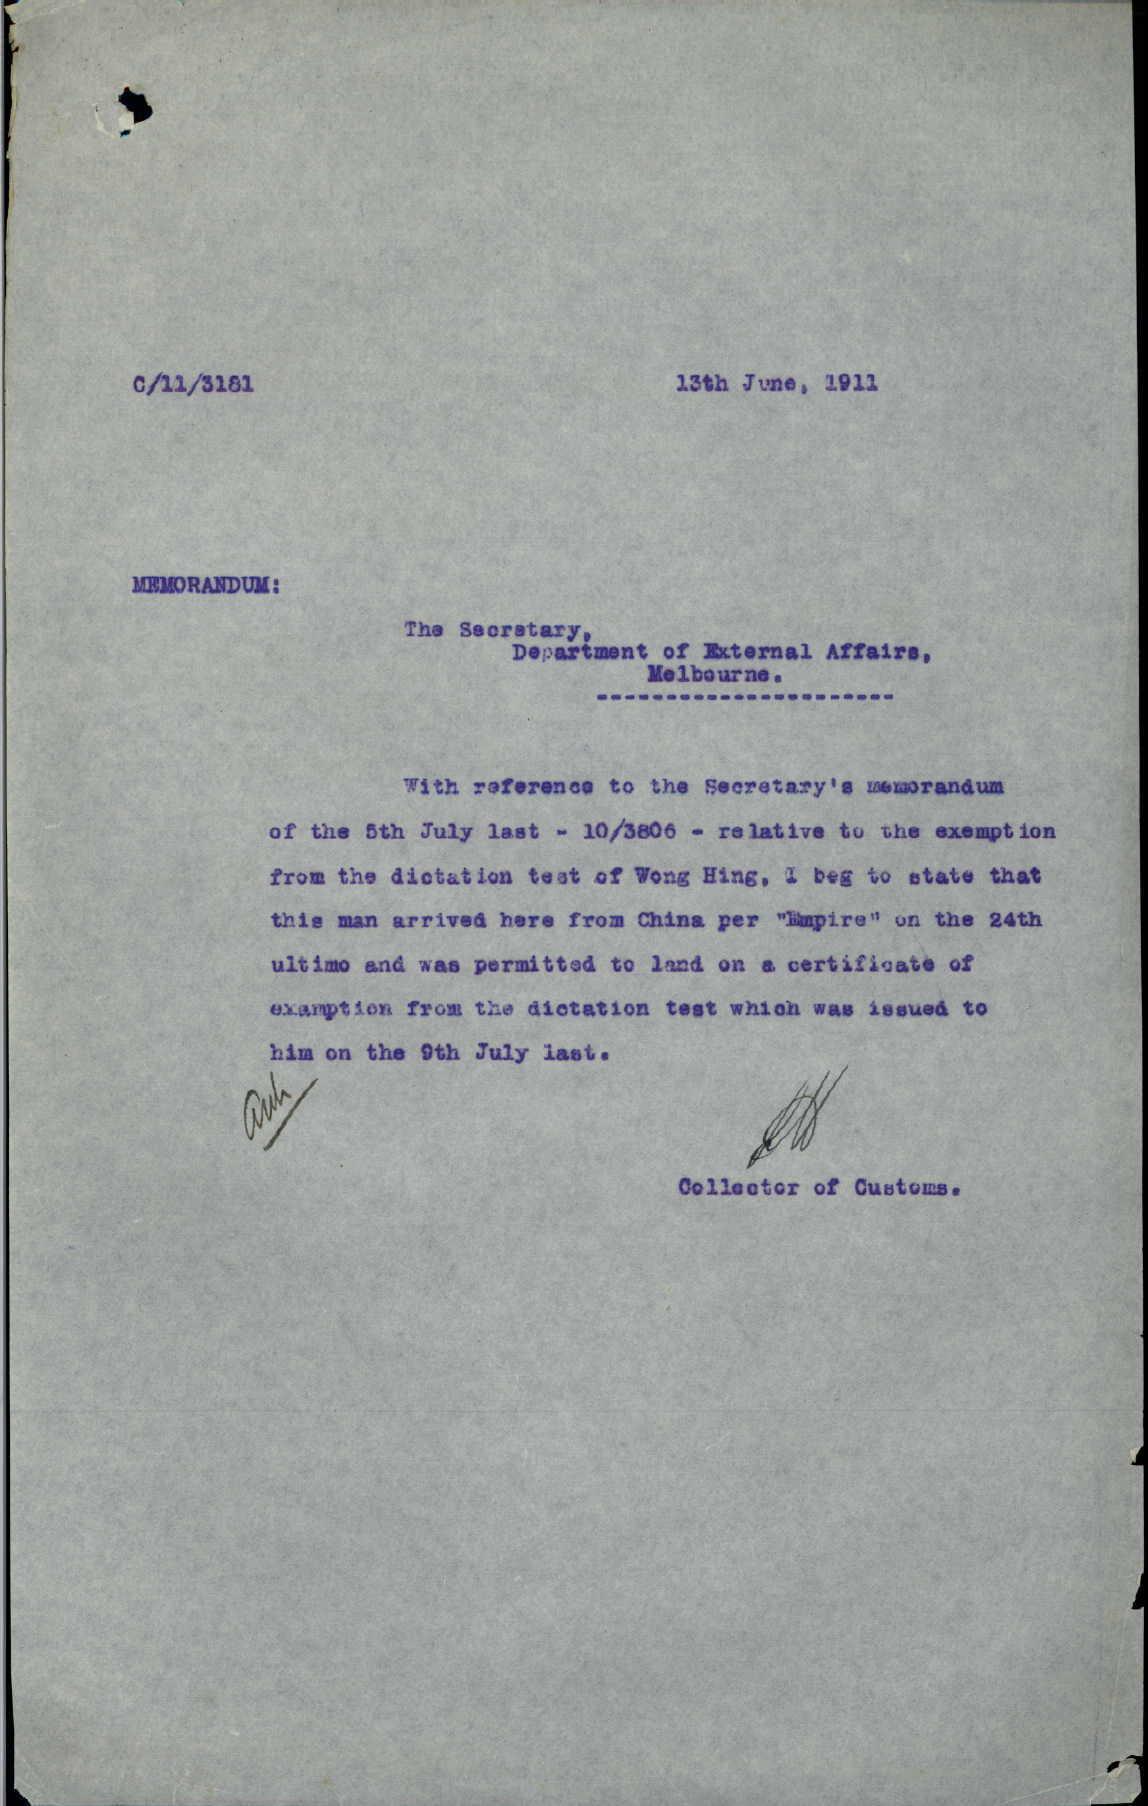 C/11/3181 13th June, 1911
MEMORANDUM:
The Secretary,
Department of External Affairs,
Melbourne.
----------------------
With reference to the Secretary's memorandum
of the 5th July last - 10/3806 - relative to the exemption
from the dictation test of Wong Hing, I beg to state that
this man arrived here from China per "Empire" on the 24th
ultimo and was permitted to land on a certificate of
exemption from the dictation test which was issued to
him on the 9th July last.
Collector of Customs.